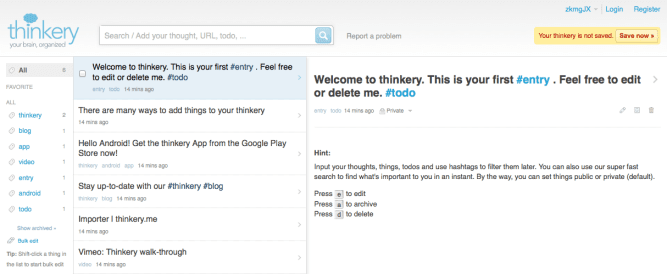 zkmgJX
Login
Register
thinkery
your brain, organized
Search / Add your thought, URL, todo, ...
Report a problem
Your thinkery is not saved. Save now ▸
All
FAVORITE
ALL
thinkery 2
blog 1
app 1
video 1
entry 1
android 1
todo 1
Show archived
Bulk edit
Tip: Shift-click a thing in
the list to start bulk edit
Welcome to thinkery. This is your first #entry . Feel free
to edit or delete me. #todo
entry todo 14 mins ago
There are many ways to add things to your thinkery
14 mins ago
Hello Android! Get the thinkery App from the Google Play
Store now!
thinkery android app 14 mins ago
Stay up-to-date with our #thinkery #blog
thinkery blog 14 mins ago
Importer I thinkery.me
14 mins ago
Vimeo: Thinkery walk-through
video 14 mins ago
Welcome to thinkery. This is your first #entry . Feel free to edit
or delete me. #todo
entry todo 14 mins ago Private
Hint:
Input your thoughts, things, todos and use hashtags to filter them later. You can also use our super fast
search to find what's important to you in an instant. By the way, you can set things public or private (default).
Press e to edit
Press a to archive
Press d to delete